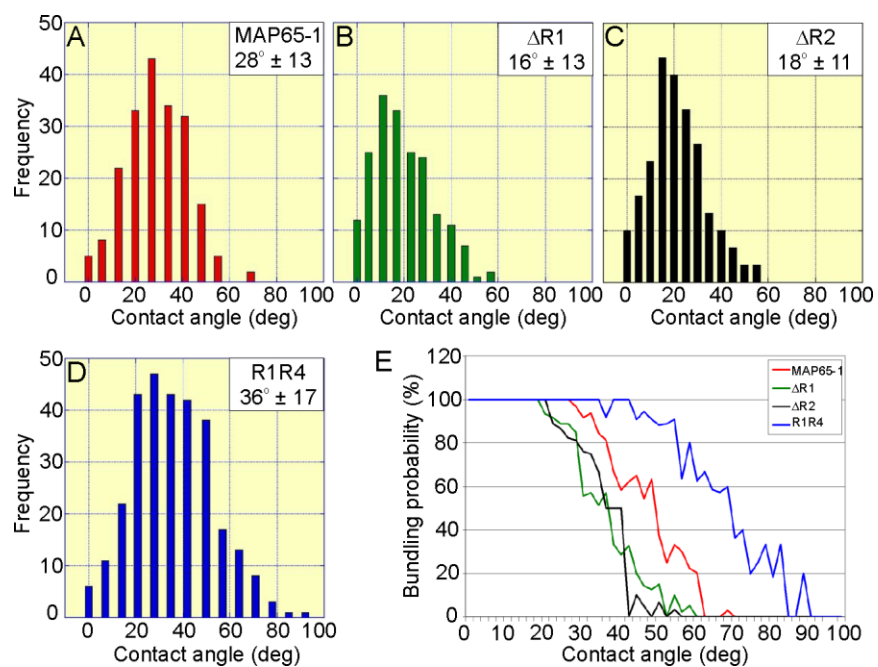 A
MAP65-1
28° ± 13
B
ΔR1
16° ± 13
C
ΔR2
18° ± 11
Frequency
50
40
30
20
10
0
0 20 40 60 80 100
0 20 40 60 80 100
0 20 40 60 80 100
Contact angle (deg)
Contact angle (deg)
Contact angle (deg)
D
R1R4
36° ± 17
Frequency
50
40
30
20
10
0
0 20 40 60 80 100
Contact angle (deg)
E
MAP65-1
ΔR1
ΔR2
R1R4
Bundling probability (%)
120
100
80
60
40
20
0
0 10 20 30 40 50 60 70 80 90 100
Contact angle (deg)